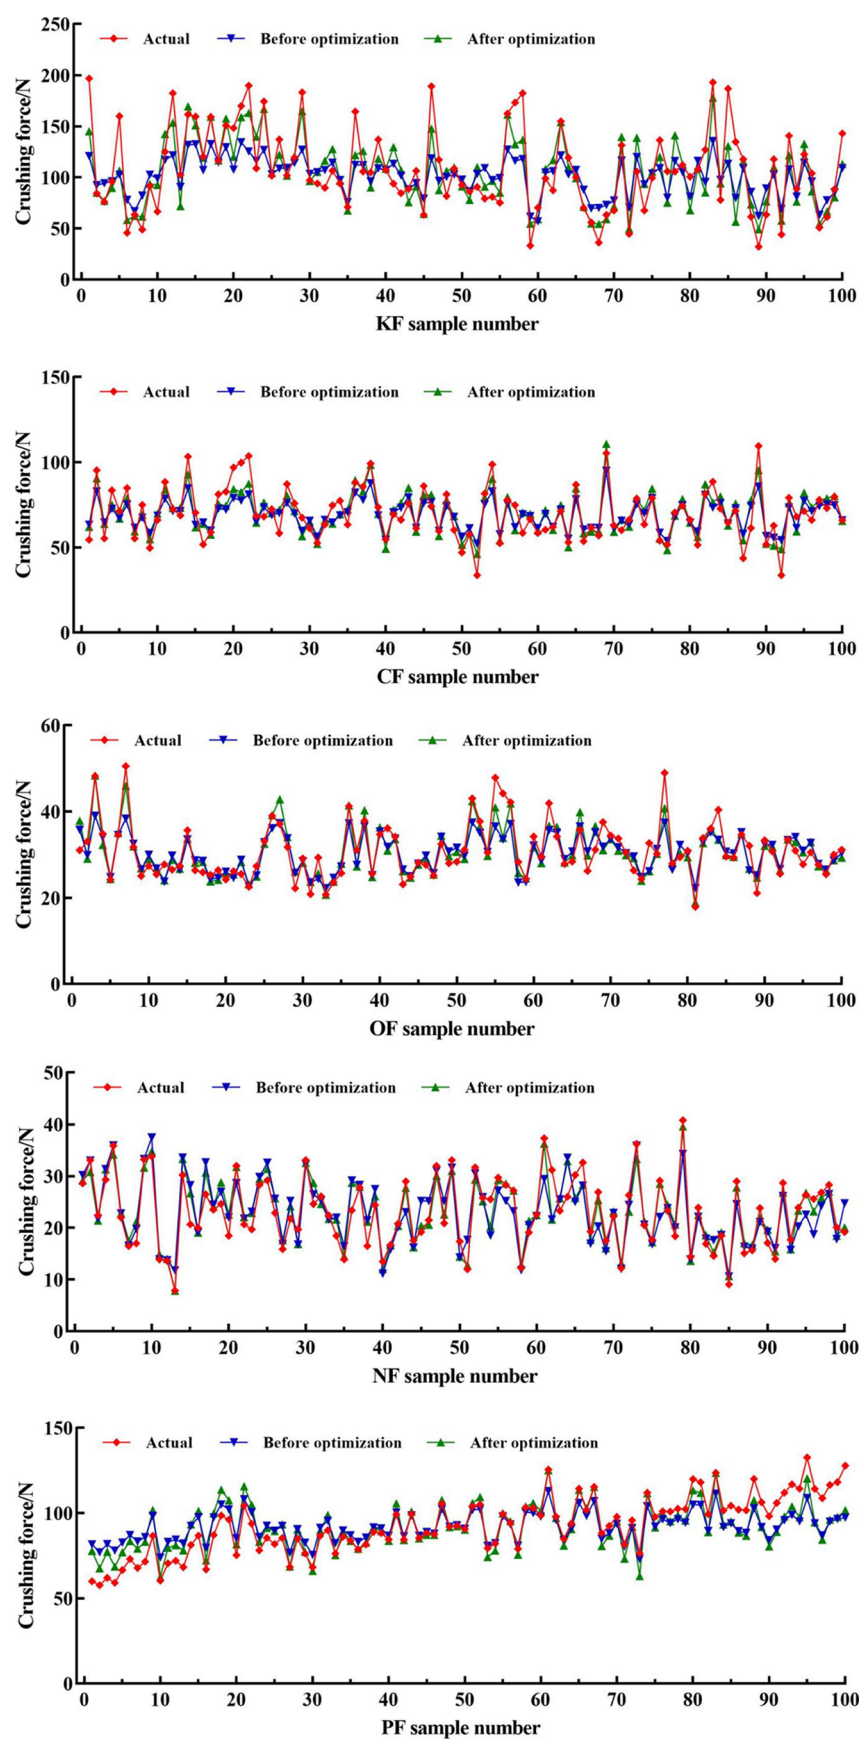 Actual Before optimization After optimization
Crushing force/N
250
200
150
100
50
0
0 10 20 30 40 50 60 70 80 90 100
KF sample number
Actual Before optimization After optimization
Crushing force/N
150
100
50
0
0 10 20 30 40 50 60 70 80 90 100
CF sample number
Actual Before optimization After optimization
Crushing force/N
60
40
20
0
0 10 20 30 40 50 60 70 80 90 100
OF sample number
Actual Before optimization After optimization
Crushing force/N
50
40
30
20
10
0
0 10 20 30 40 50 60 70 80 90 100
NF sample number
Actual Before optimization After optimization
Crushing force/N
150
100
50
0
0 10 20 30 40 50 60 70 80 90 100
PF sample number